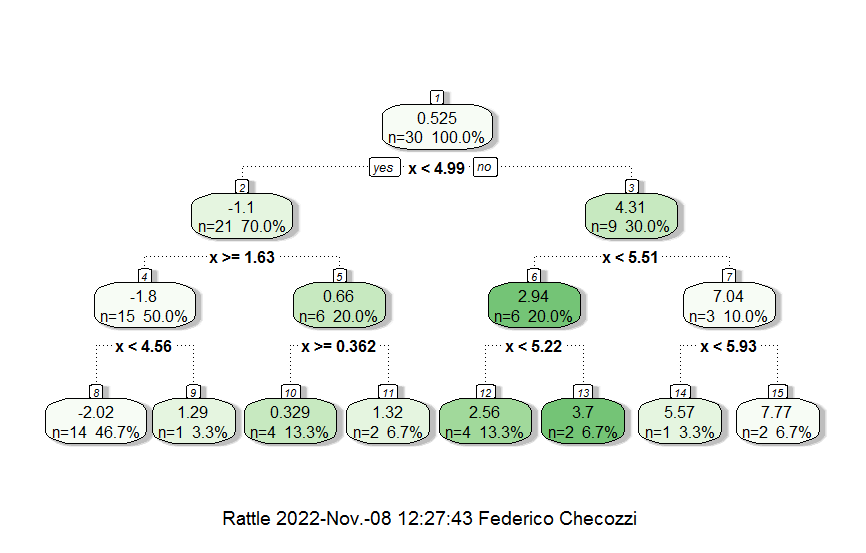 1
0.525
n=30 100.0%
yes x < 4.99 no
2 3
-1.1 4.31
n=21 70.0% n=9 30.0%
x >= 1.63 x < 5.51
4 5 6 7
-1.8 0.66 2.94 7.04
n=15 50.0% n=6 20.0% n=6 20.0% n=3 10.0%
x < 4.56 x >= 0.362 x < 5.22 x < 5.93
8 9 10 11 12 13 14 15
-2.02 1.29 0.329 1.32 2.56 3.7 5.57 7.77
n=14 46.7% n=1 3.3% n=4 13.3% n=2 6.7% n=4 13.3% n=2 6.7% n=1 3.3% n=2 6.7%
Rattle 2022-Nov.-08 12:27:43 Federico Checozzi